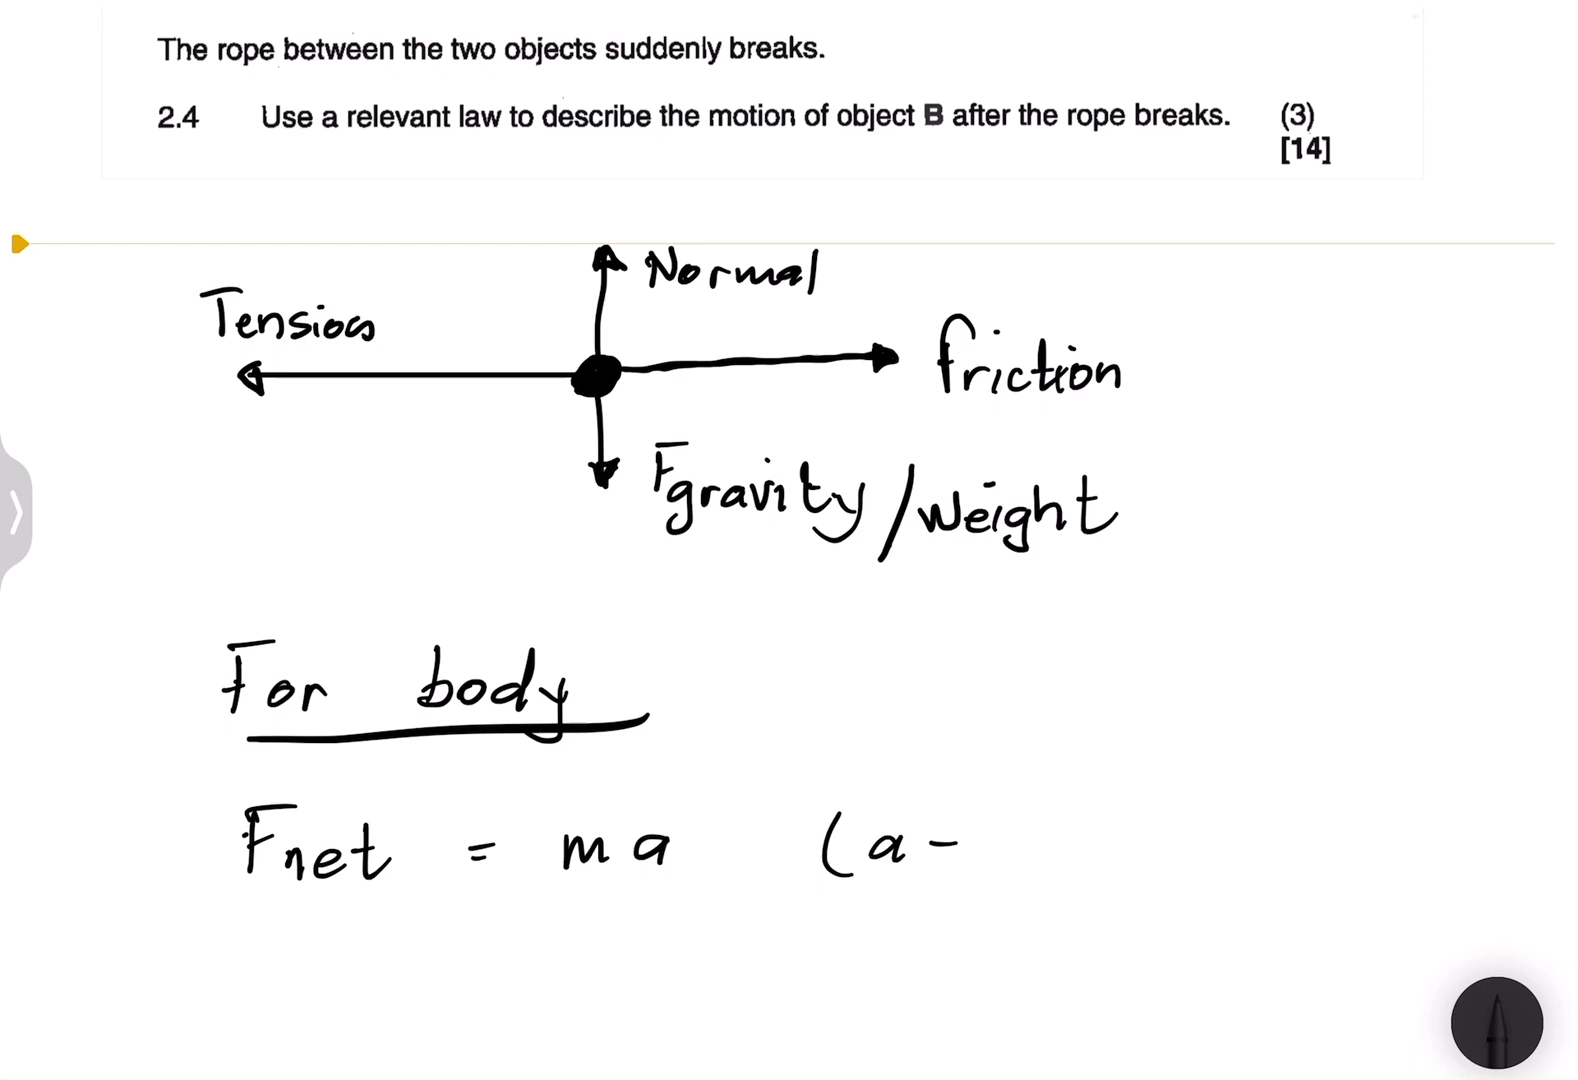 The rope between the two objects suddenly breaks.
2.4 Use a relevant law to describe the motion of object B after the rope breaks. (3)
[14]
Normal
Tension
friction
Fgravity/weight
For body
Fnet = ma (a -